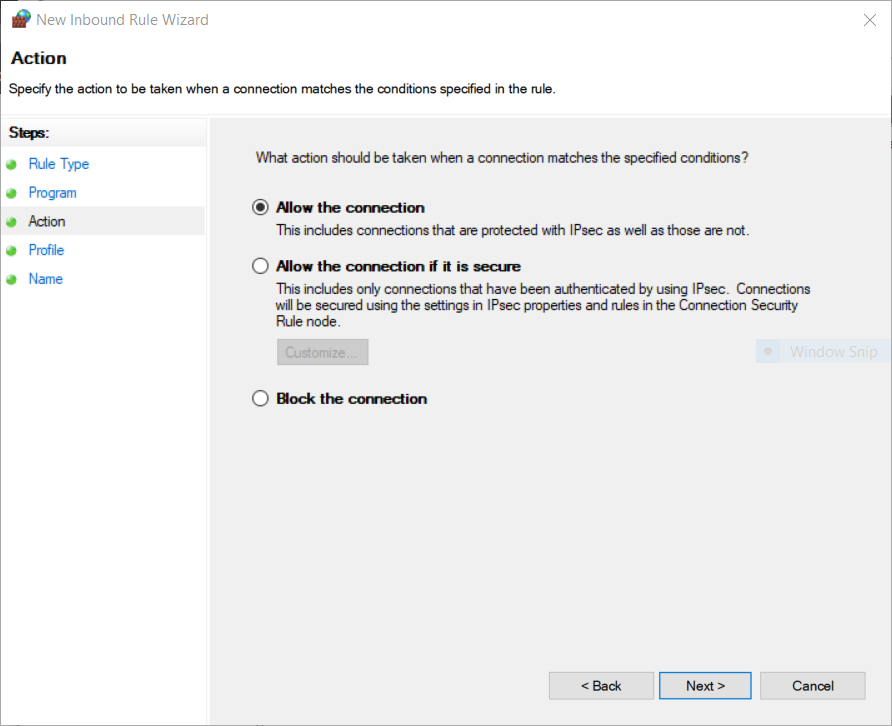 New Inbound Rule Wizard
Action
Specify the action to be taken when a connection matches the conditions specified in the rule.
Steps:
Rule Type
Program
Action
Profile
Name
What action should be taken when a connection matches the specified conditions?
Allow the connection
This includes connections that are protected with IPsec as well as those are not.
Allow the connection if it is secure
This includes only connections that have been authenticated by using IPsec. Connections
will be secured using the settings in IPsec properties and rules in the Connection Security
Rule node.
Customize...
Window Snip
Block the connection
< Back
Next >
Cancel